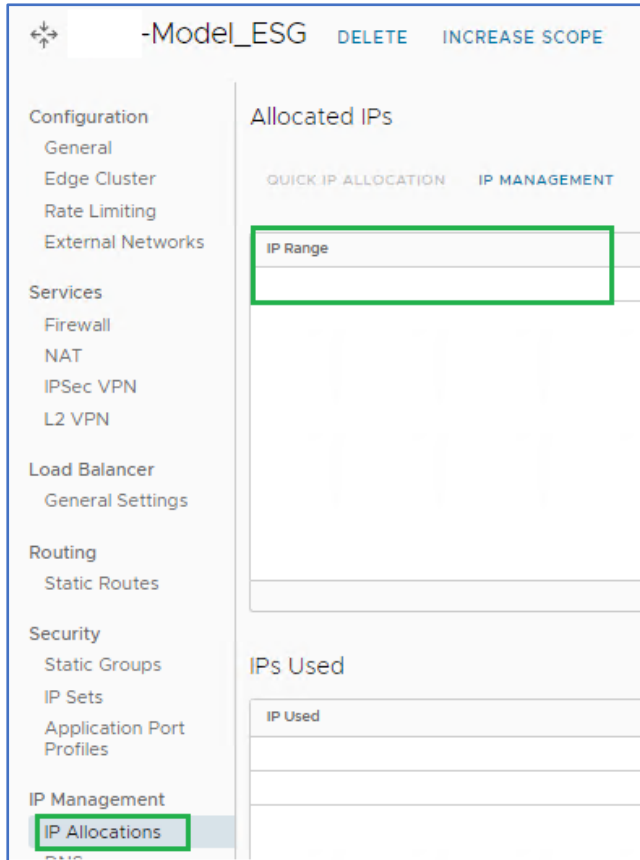 -Model_ESG DELETE INCREASE SCOPE
Configuration
General
Edge Cluster
Rate Limiting
External Networks
Services
Firewall
NAT
IPSec VPN
L2 VPN
Load Balancer
General Settings
Routing
Static Routes
Security
Static Groups
IP Sets
Application Port
Profiles
IP Management
IP Allocations
Allocated IPs
QUICK IP ALLOCATION IP MANAGEMENT
IP Range
IPs Used
IP Used